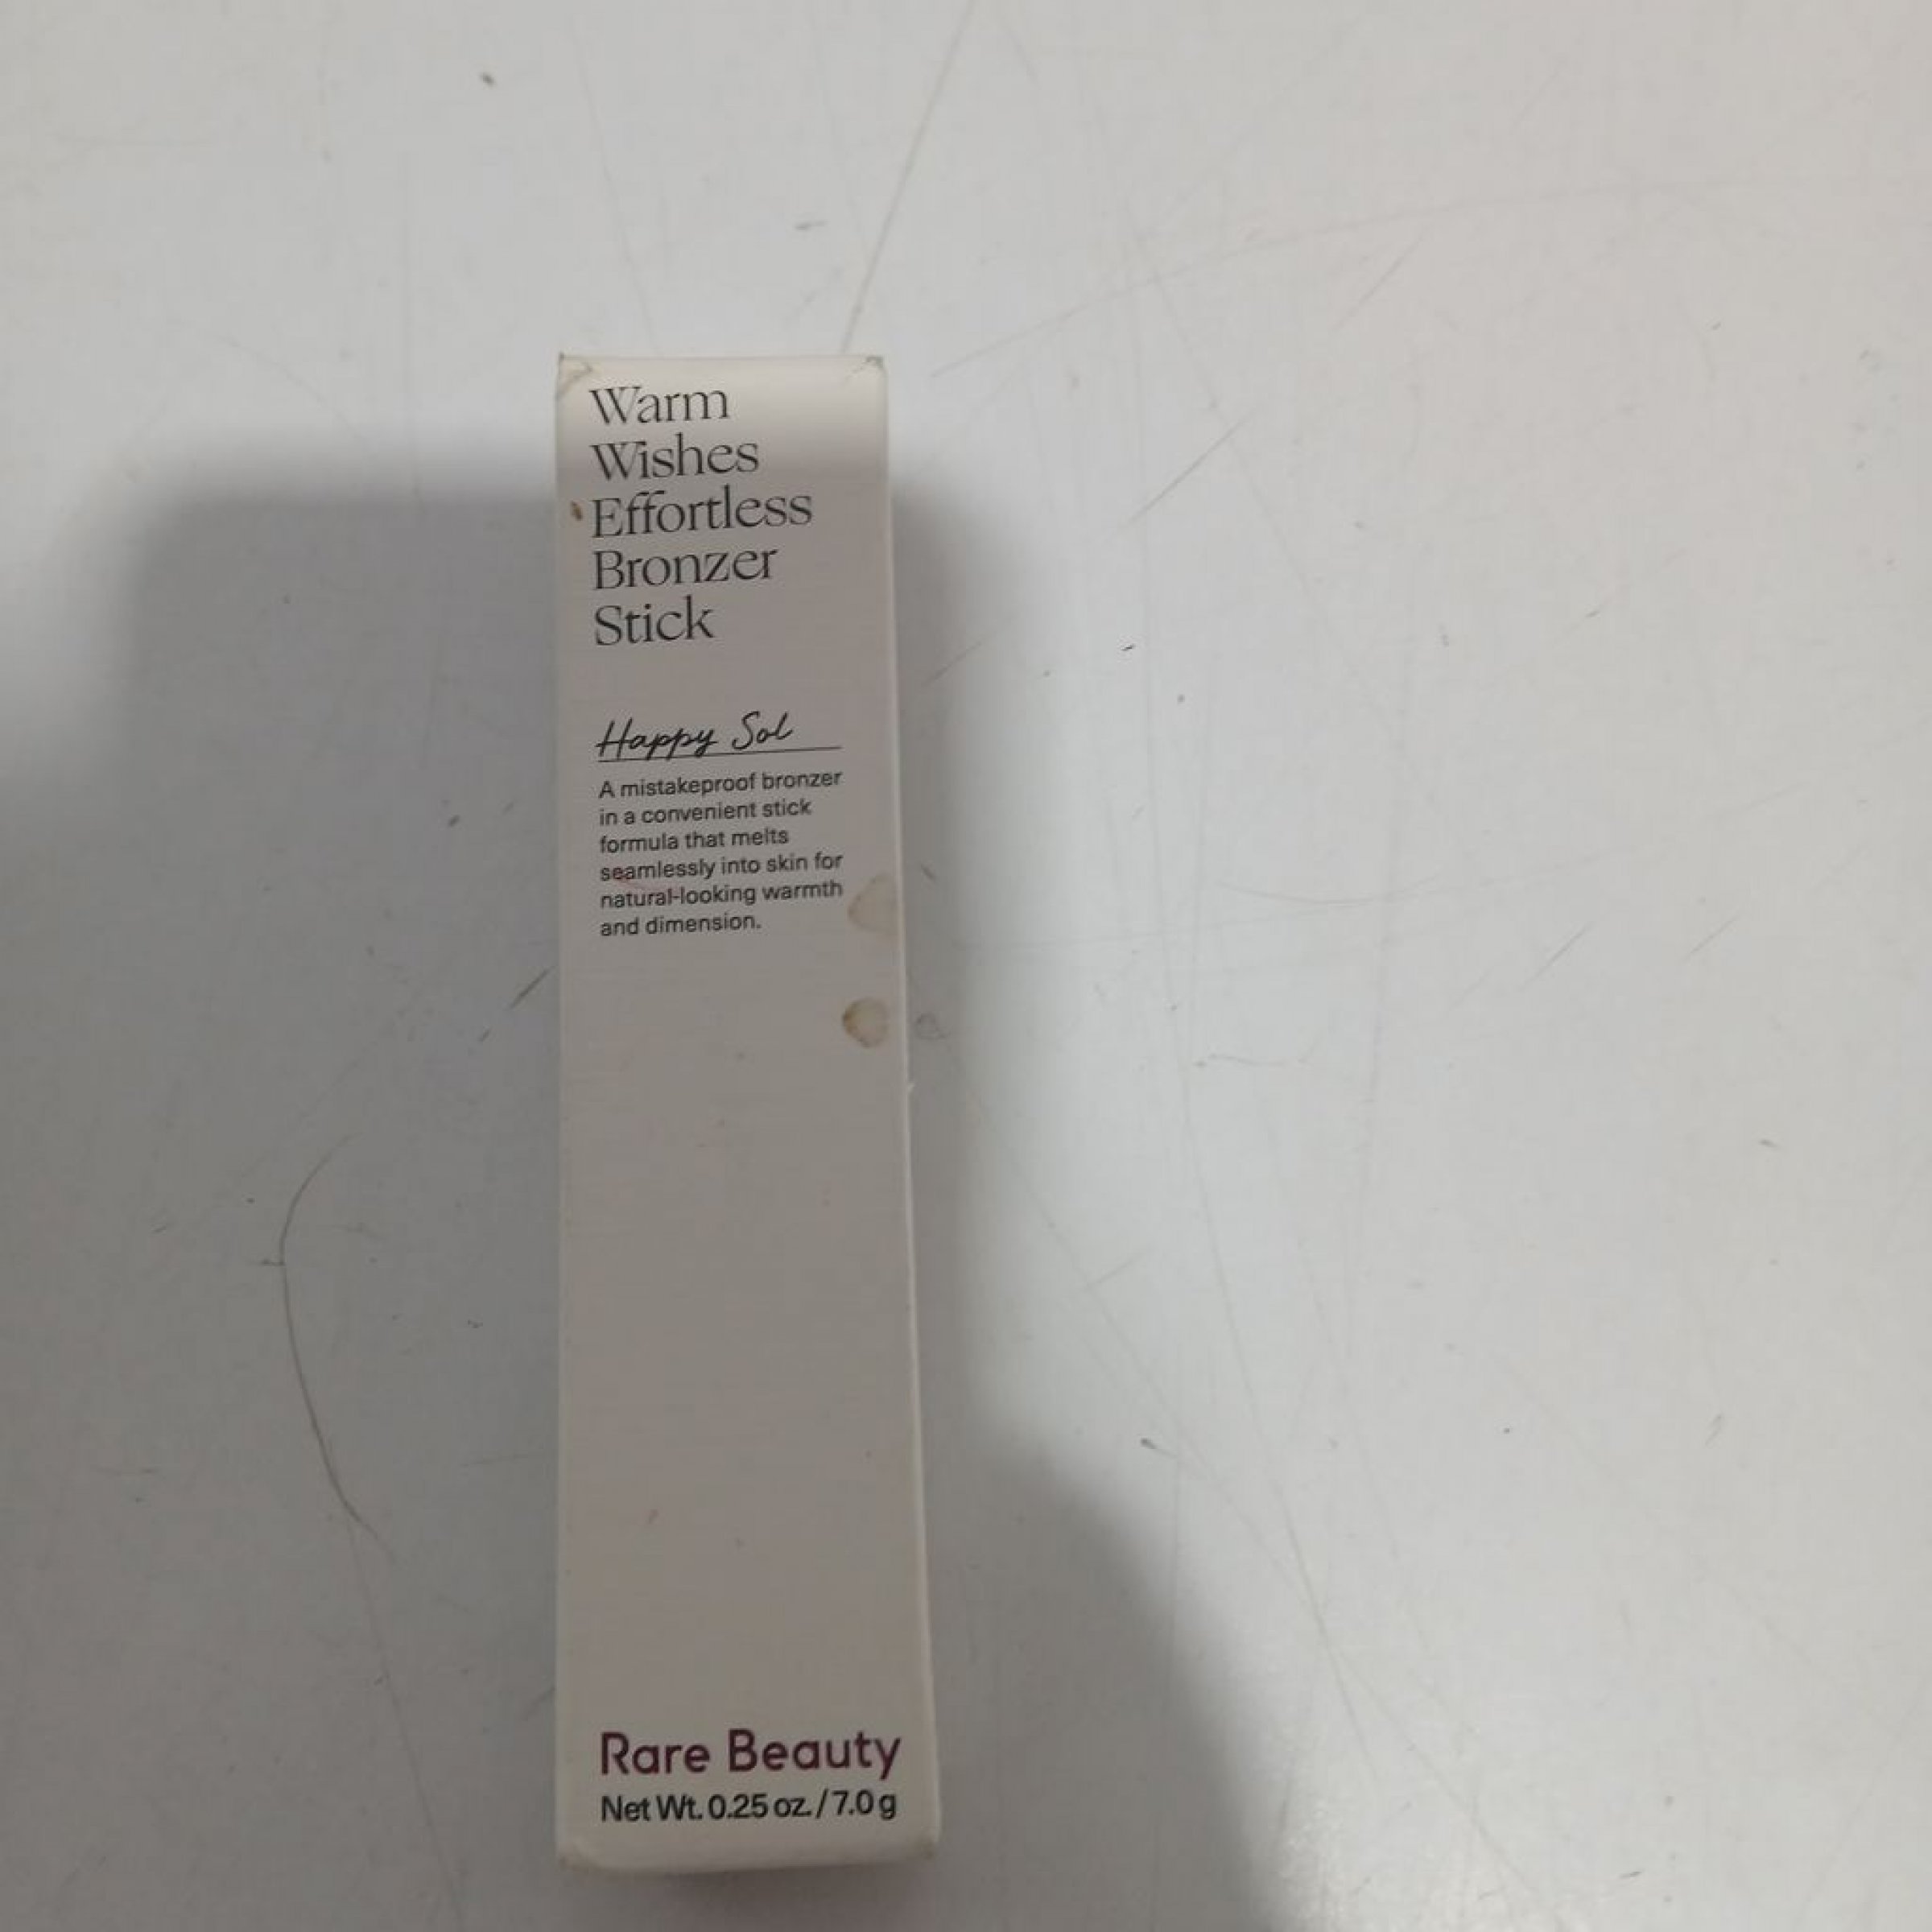 Warm
Wishes
Effortless
Bronzer
Stick
Happy Sol
A mistakeproof bronzer
in a convenient stick
formula that melts
seamlessly into skin for
natural-looking warmth
and dimension.
Rare Beauty
Net Wt. 0.25 oz. / 7.0 g